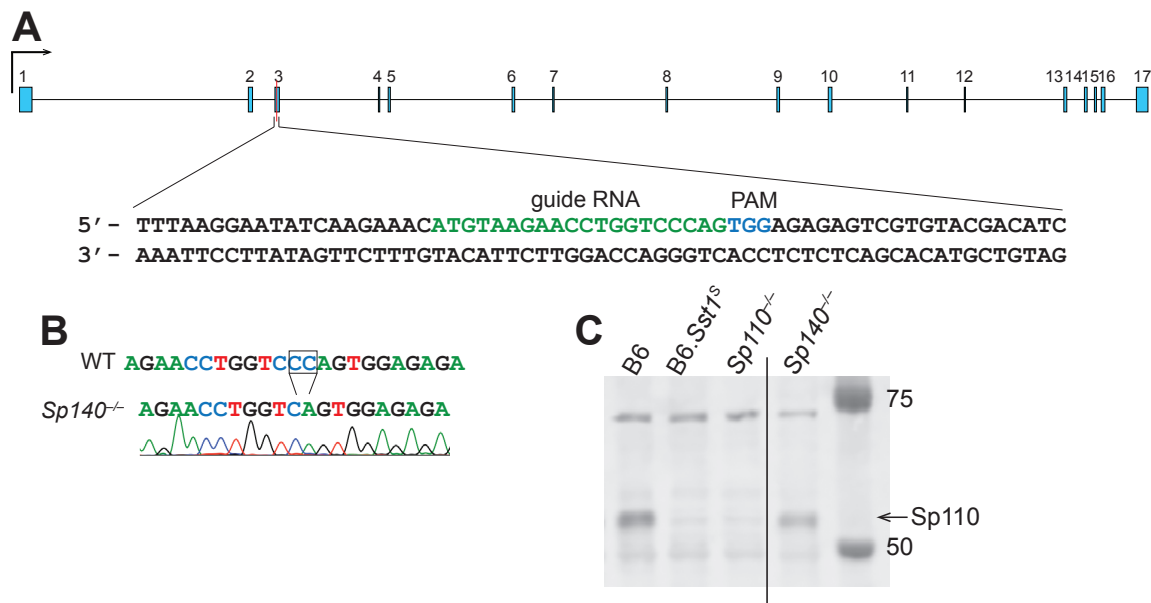 A
1 2 3 4 5 6 7 8 9 10 11 12 13 14 15 16 17
guide RNA PAM
5′ – TTTAAGGAATATCAAGAAACATGTAAGAACCTGGTCCCAGTGGAGAGAGTCGTGTACGACATC
3′ – AAATTCCTTATAGTTCTTTGTACATTCTTGGACCAGGGTCACCTCTCTCAGCACATGCTGTAG
B
WT AGAACCTGGTCCCAGTGGAGAGA
Sp140–/– AGAACCTGGTCAGTGGAGAGA
C
B6 B6.Sst1S Sp110–/– Sp140–/–
75
Sp110
50